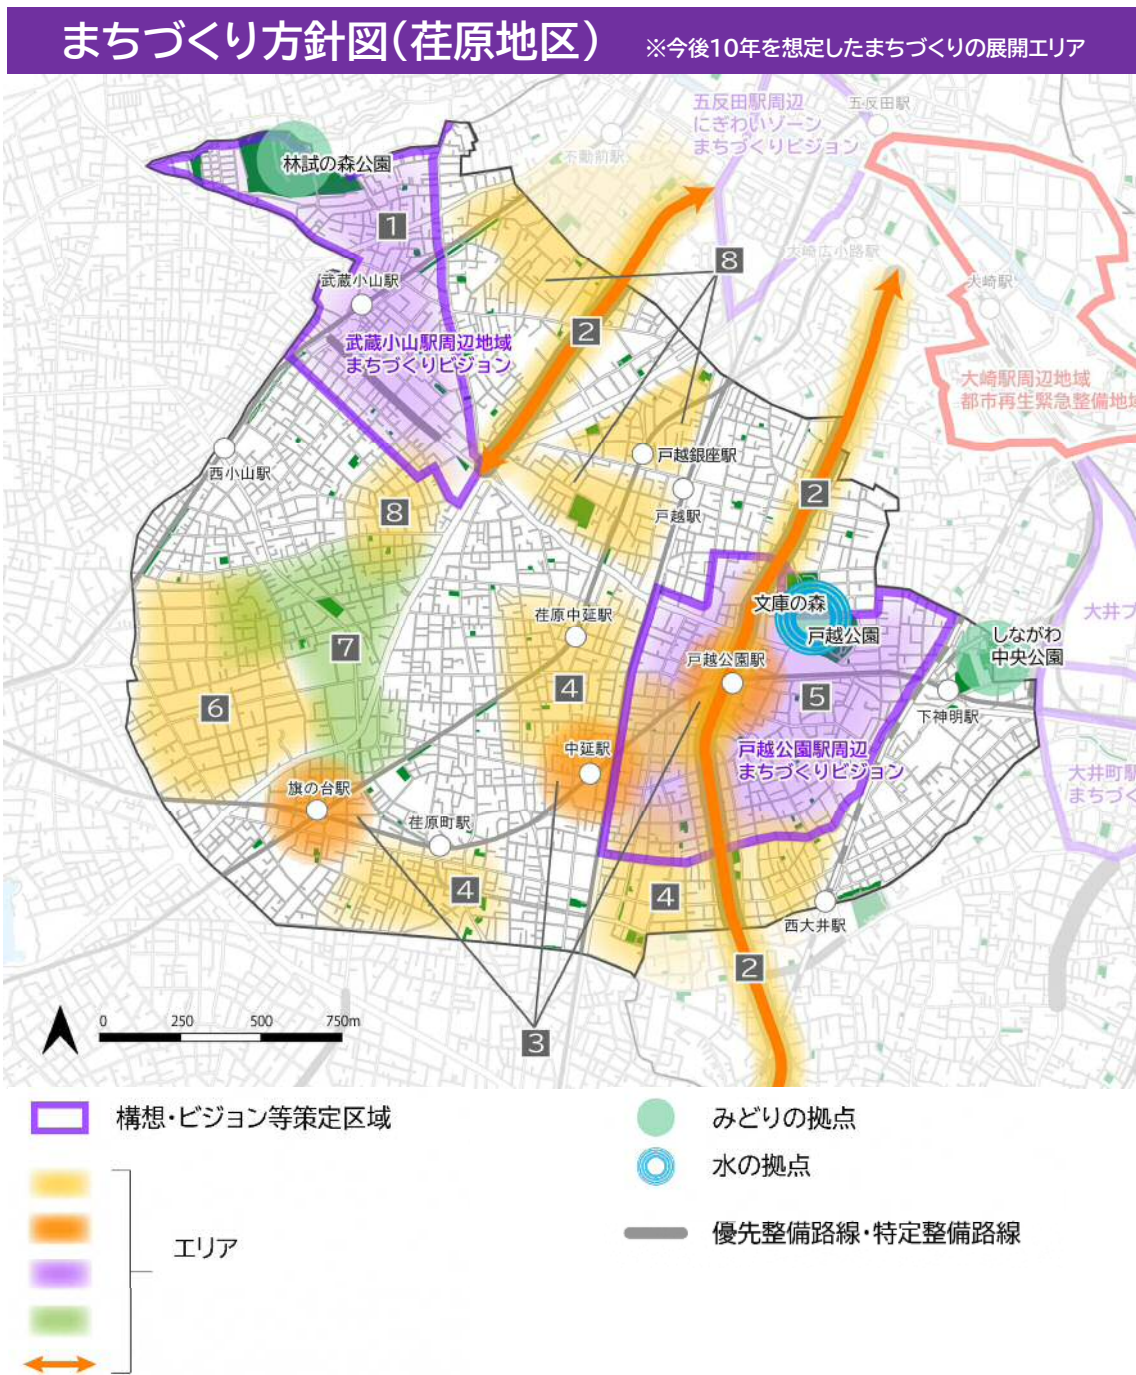 まちづくり方針図(荏原地区)
※今後10年を想定したまちづくりの展開エリア
五反田駅周辺
にぎわいゾーン
まちづくりビジョン
五反田駅
不動前駅
林試の森公園
1
8
大崎広小路駅
武蔵小山駅
大崎駅
2
武蔵小山駅周辺地域
まちづくりビジョン
大崎駅周辺地域
都市再生緊急整備地域
戸越銀座駅
西小山駅
2
8
戸越駅
文庫の森
大井
荏原中延駅
戸越公園
しながわ
中央公園
7
戸越公園駅
4
5
6
下神明駅
中延駅
戸越公園駅周辺
まちづくりビジョン
大井町駅
まちづく
旗の台駅
荏原町駅
4
4
西大井駅
2
0 250 500 750m
3
構想・ビジョン等策定区域
エリア
みどりの拠点
水の拠点
優先整備路線・特定整備路線